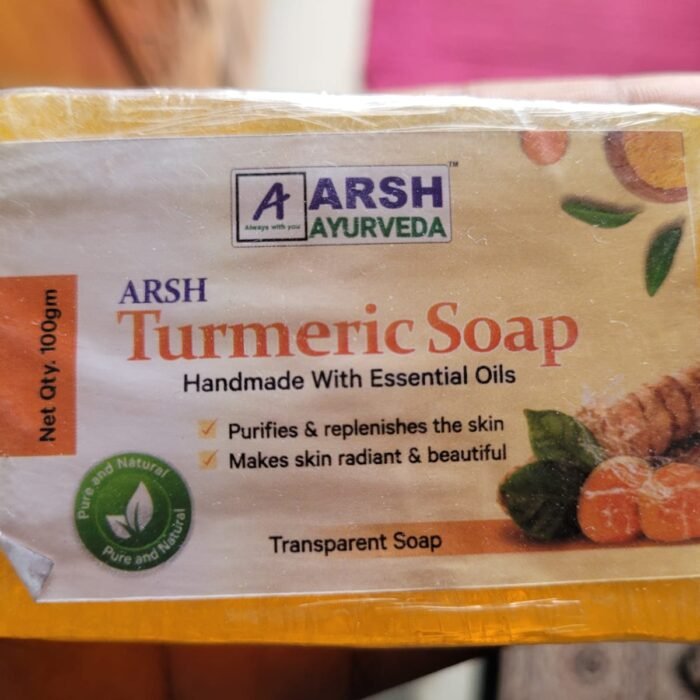 A ARSH
Always with you
AYURVEDA
TM
ARSH
Turmeric Soap
Handmade With Essential Oils
Purifies & replenishes the skin
Makes skin radiant & beautiful
Net Qty. 100gm
Pure and Natural
Pure and Natural
Transparent Soap